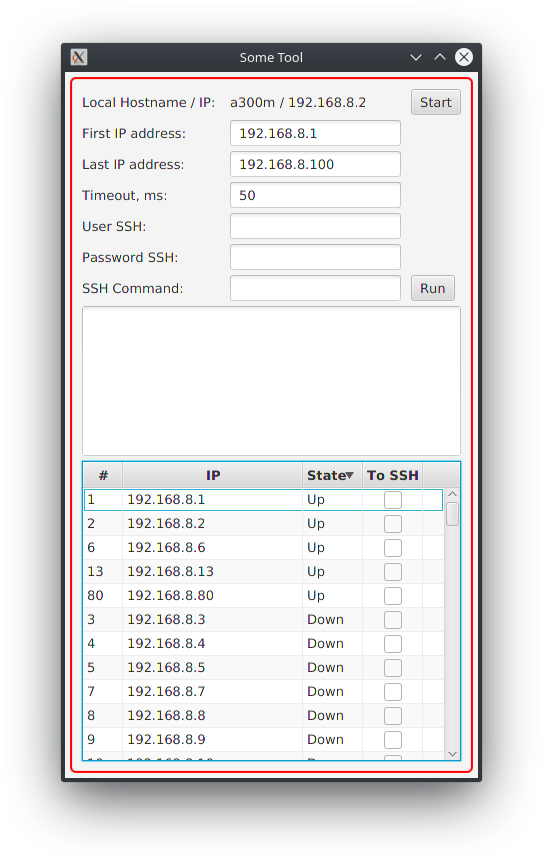 Some Tool
Local Hostname / IP: a300m / 192.168.8.2 Start
First IP address: 192.168.8.1
Last IP address: 192.168.8.100
Timeout, ms: 50
User SSH:
Password SSH:
SSH Command: Run
# IP State To SSH
1 192.168.8.1 Up
2 192.168.8.2 Up
6 192.168.8.6 Up
13 192.168.8.13 Up
80 192.168.8.80 Up
3 192.168.8.3 Down
4 192.168.8.4 Down
5 192.168.8.5 Down
7 192.168.8.7 Down
8 192.168.8.8 Down
9 192.168.8.9 Down